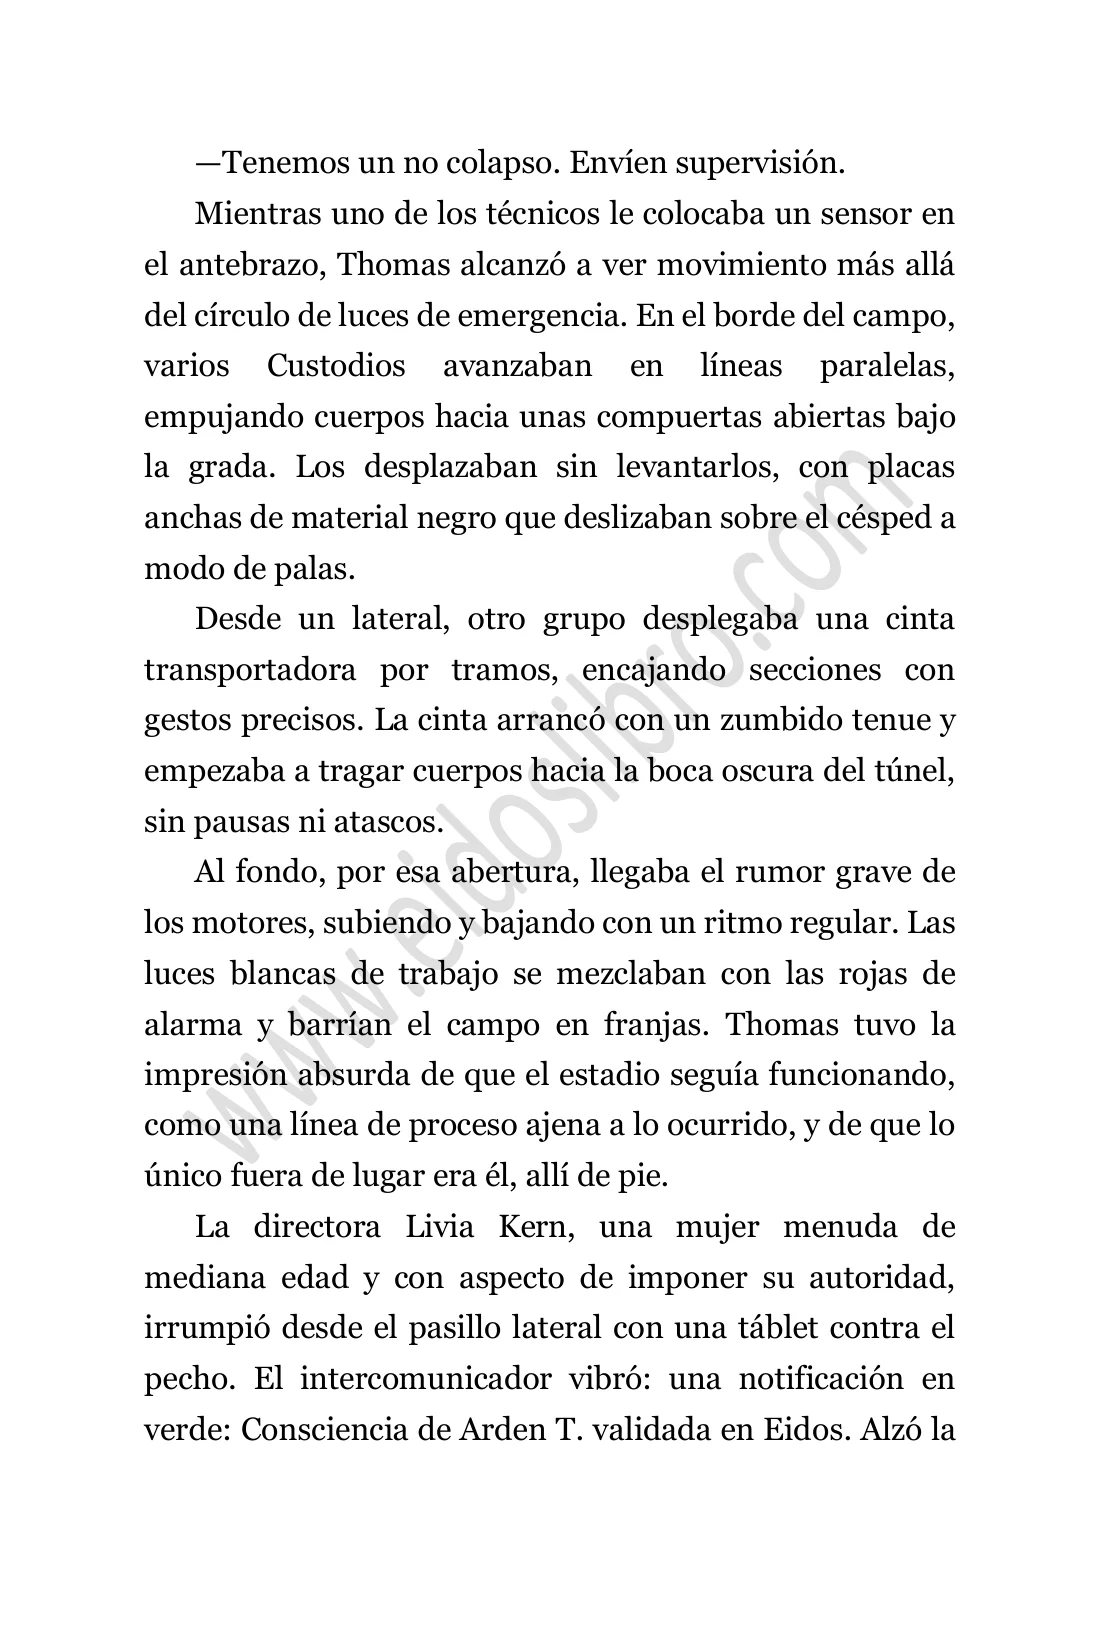 —Tenemos un no colapso. Envíen supervisión.
Mientras uno de los técnicos le colocaba un sensor en
el antebrazo, Thomas alcanzó a ver movimiento más allá
del círculo de luces de emergencia. En el borde del campo,
varios Custodios avanzaban en líneas paralelas,
empujando cuerpos hacia unas compuertas abiertas bajo
la grada. Los desplazaban sin levantarlos, con placas
anchas de material negro que deslizaban sobre el césped a
modo de palas.
Desde un lateral, otro grupo desplegaba una cinta
transportadora por tramos, encajando secciones con
gestos precisos. La cinta arrancó con un zumbido tenue y
empezaba a tragar cuerpos hacia la boca oscura del túnel,
sin pausas ni atascos.
Al fondo, por esa abertura, llegaba el rumor grave de
los motores, subiendo y bajando con un ritmo regular. Las
luces blancas de trabajo se mezclaban con las rojas de
alarma y barrían el campo en franjas. Thomas tuvo la
impresión absurda de que el estadio seguía funcionando,
como una línea de proceso ajena a lo ocurrido, y de que lo
único fuera de lugar era él, allí de pie.
La directora Livia Kern, una mujer menuda de
mediana edad y con aspecto de imponer su autoridad,
irrumpió desde el pasillo lateral con una táblet contra el
pecho. El intercomunicador vibró: una notificación en
verde: Consciencia de Arden T. validada en Eidos. Alzó la
www.eidoslibro.com